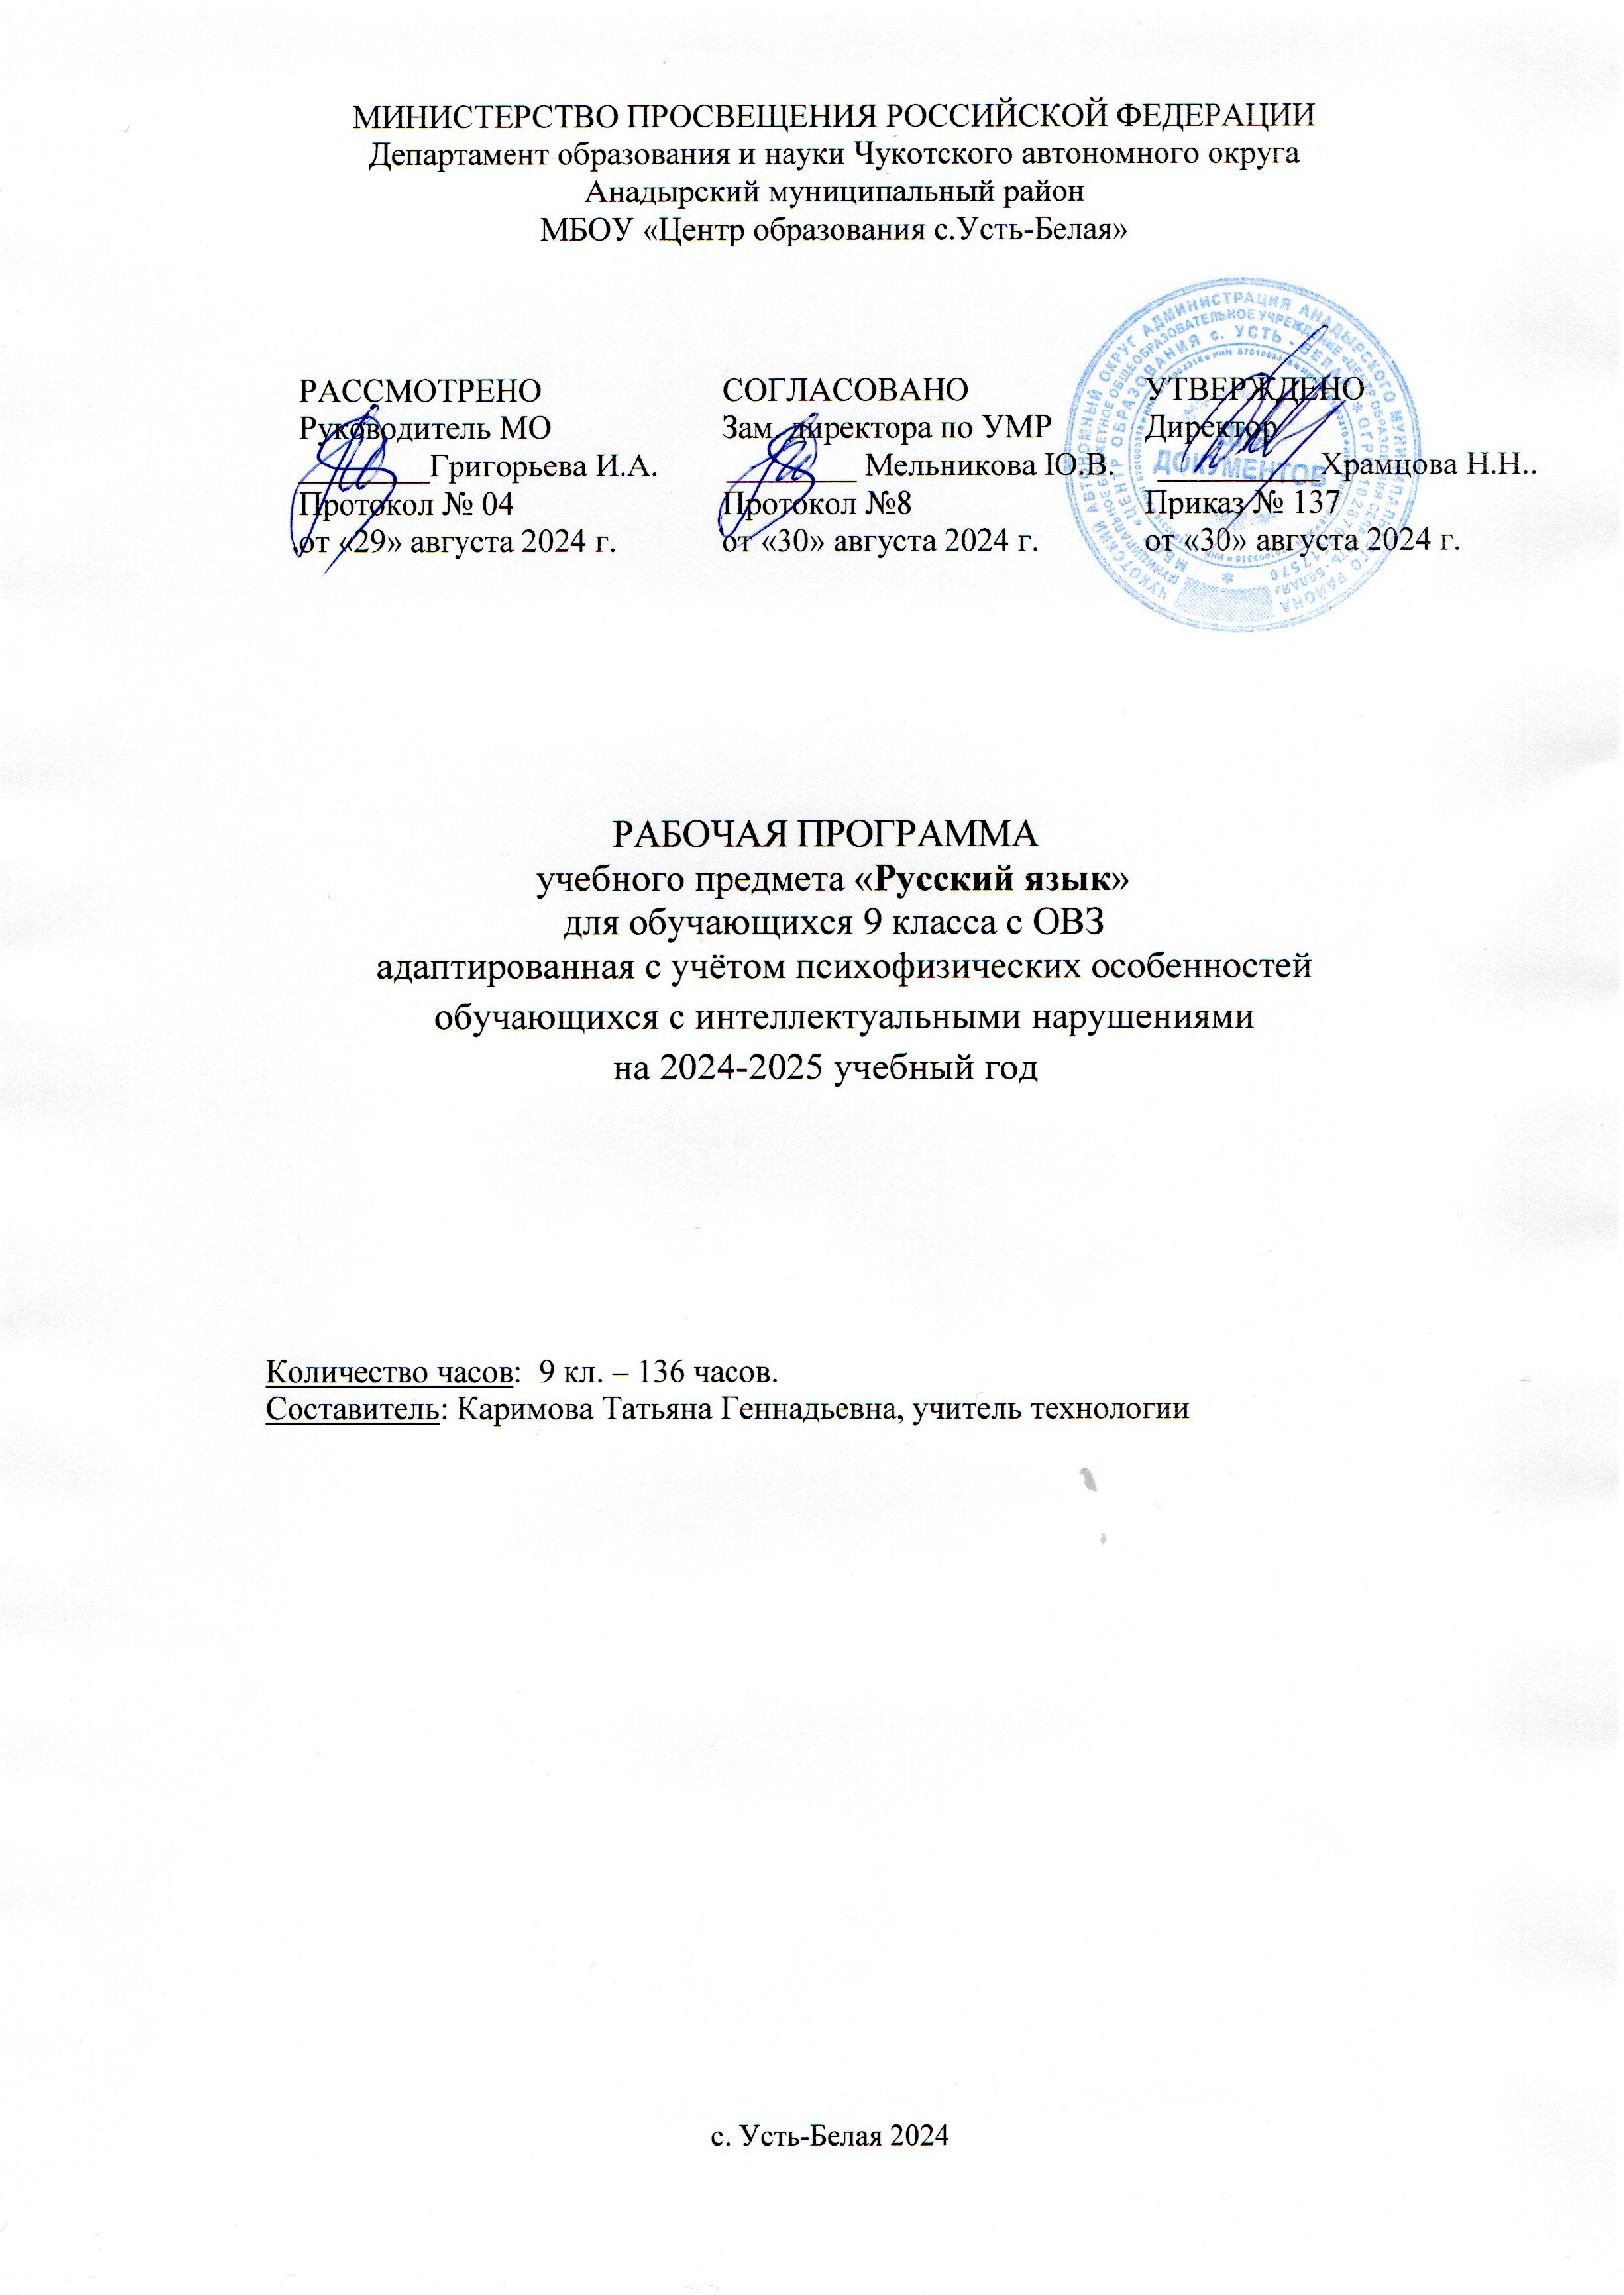 МИНИСТЕРСТВО ПРОСВЕЩЕНИЯ РОССИЙСКОЙ ФЕДЕРАЦИИ
Департамент образования и науки Чукотского автономного округа
Анадырский муниципальный район
МБОУ «Центр образования с.Усть-Белая»
РАССМОТРЕНО
Руководитель МО
________Григорьева И.А.
Протокол № 04
от «29» августа 2024 г.
СОГЛАСОВАНО
Зам. директора по УМР
________ Мельникова Ю.В.
Протокол №8
от «30» августа 2024 г.
УТВЕРЖДЕНО
Директор
__________Храмцова Н.Н..
Приказ № 137
от «30» августа 2024 г.
ДОКУМЕНТОВ
РАБОЧАЯ ПРОГРАММА
учебного предмета «Русский язык»
для обучающихся 9 класса с ОВЗ
адаптированная с учётом психофизических особенностей
обучающихся с интеллектуальными нарушениями
на 2024-2025 учебный год
Количество часов: 9 кл. – 136 часов.
Составитель: Каримова Татьяна Геннадьевна, учитель технологии
с. Усть-Белая 2024